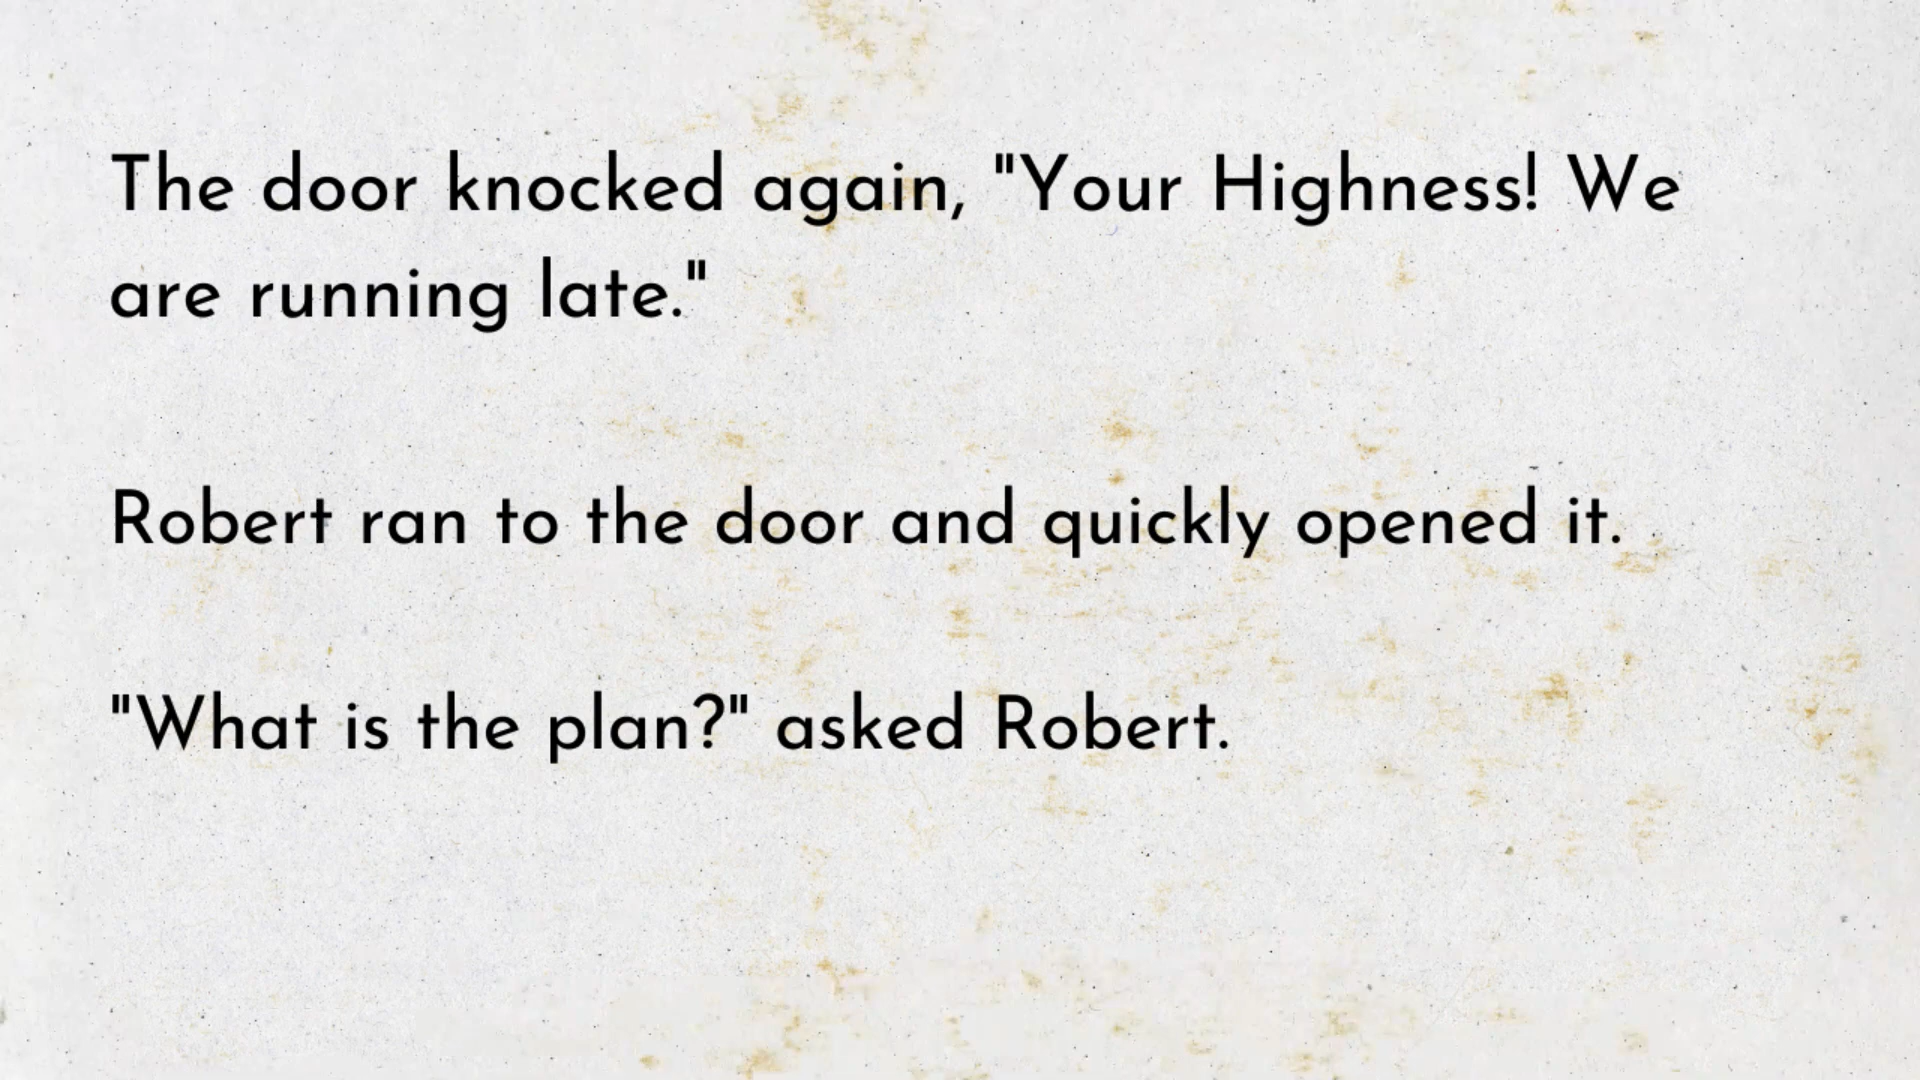 The door knocked again, "Your Highness! We
are running late."
Robert ran to the door and quickly opened it.
"What is the plan?" asked Robert.